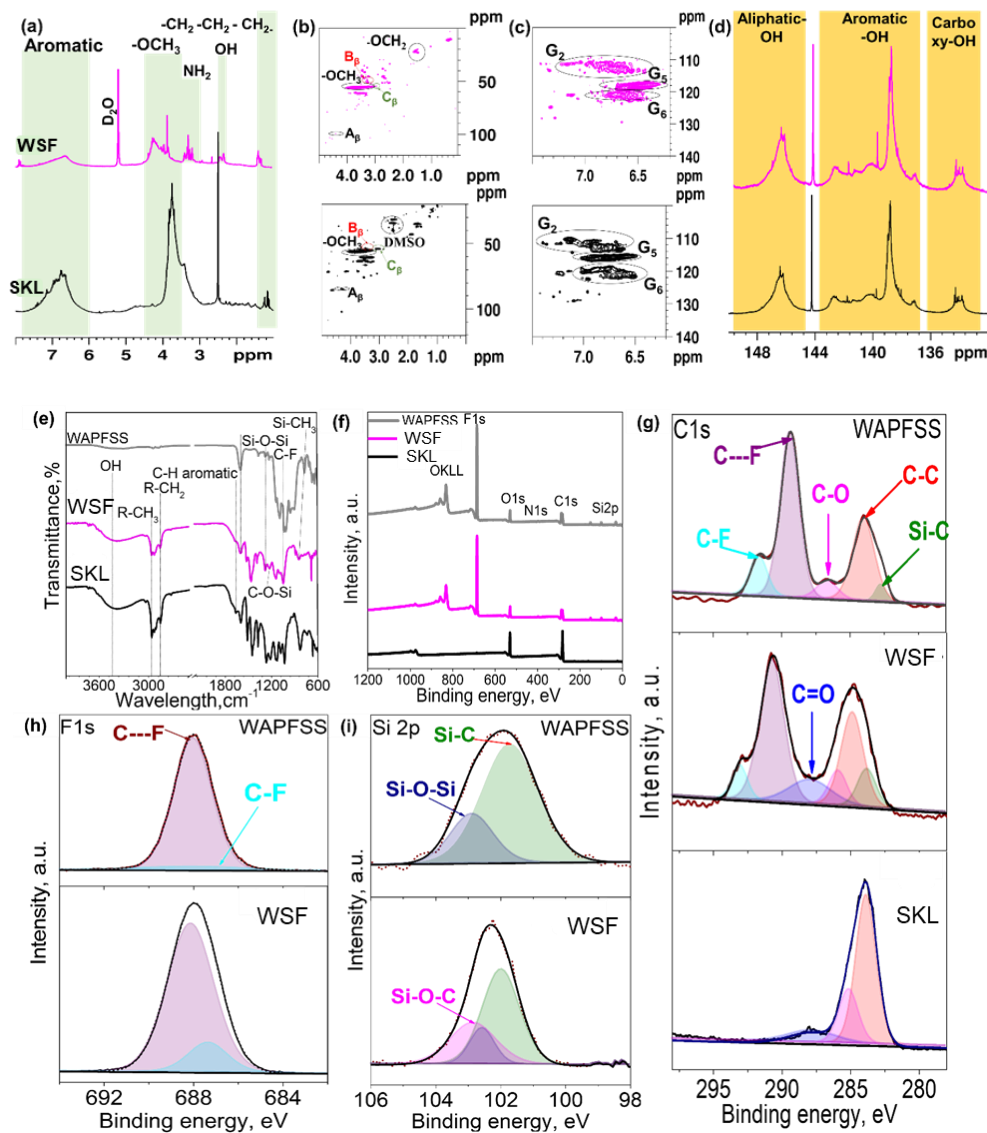 (a)
-CH2 -CH2 - CH2-
Aromatic
-OCH3
OH
NH2
D2O
WSF
SKL
7 6 5 4 3 2 1 ppm
(b)
ppm
-OCH2
Bβ
-OCH3
Cβ
Aβ
50
100
4.0 3.0 2.0 1.0
ppm
ppm
Bβ
-OCH3
DMSO
Cβ
Aβ
50
100
4.0 3.0 2.0 1.0
ppm
(c)
ppm
G2
G5
G6
110
120
130
140
7.0 6.5
ppm
ppm
G2
G5
G6
110
120
130
140
7.0 6.5
ppm
(d)
Aliphatic-
OH
Aromatic
-OH
Carbo
xy-OH
148 144 140 136 ppm
(e)
WAPFSS
Si-CH3
Si-O-Si
C-F
OH
C-H aromatic
R-CH2
R-CH3
WSF
SKL
C-O-Si
Transmittance,%
3600 3000 1200 600
Wavelength,cm-1
(f)
WAPFSS
WSF
SKL
F1s
OKLL
O1s
N1s
C1s
Si2p
Intensity, a.u.
1200 1000 800 600 400 200 0
Binding energy, eV
(g)
C1s
WAPFSS
C---F
C-O
C-C
C-F
Si-C
WSF
C=O
SKL
Intensity, a.u.
295 290 285 280
Binding energy, eV
(h)
F1s
WAPFSS
C---F
C-F
WSF
Intensity, a.u.
692 688 684
Binding energy, eV
(i)
Si 2p
WAPFSS
Si-C
Si-O-Si
WSF
Si-O-C
Intensity, a.u.
106 104 102 100 98
Binding energy, eV